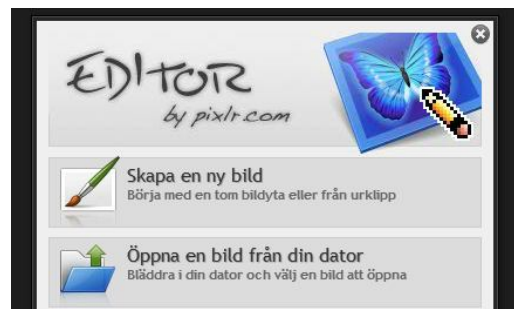 EDITOR
by pixlr.com
Skapa en ny bild
Börja med en tom bildyta eller från urklipp
Öppna en bild från din dator
Bläddra i din dator och välj en bild att öppna